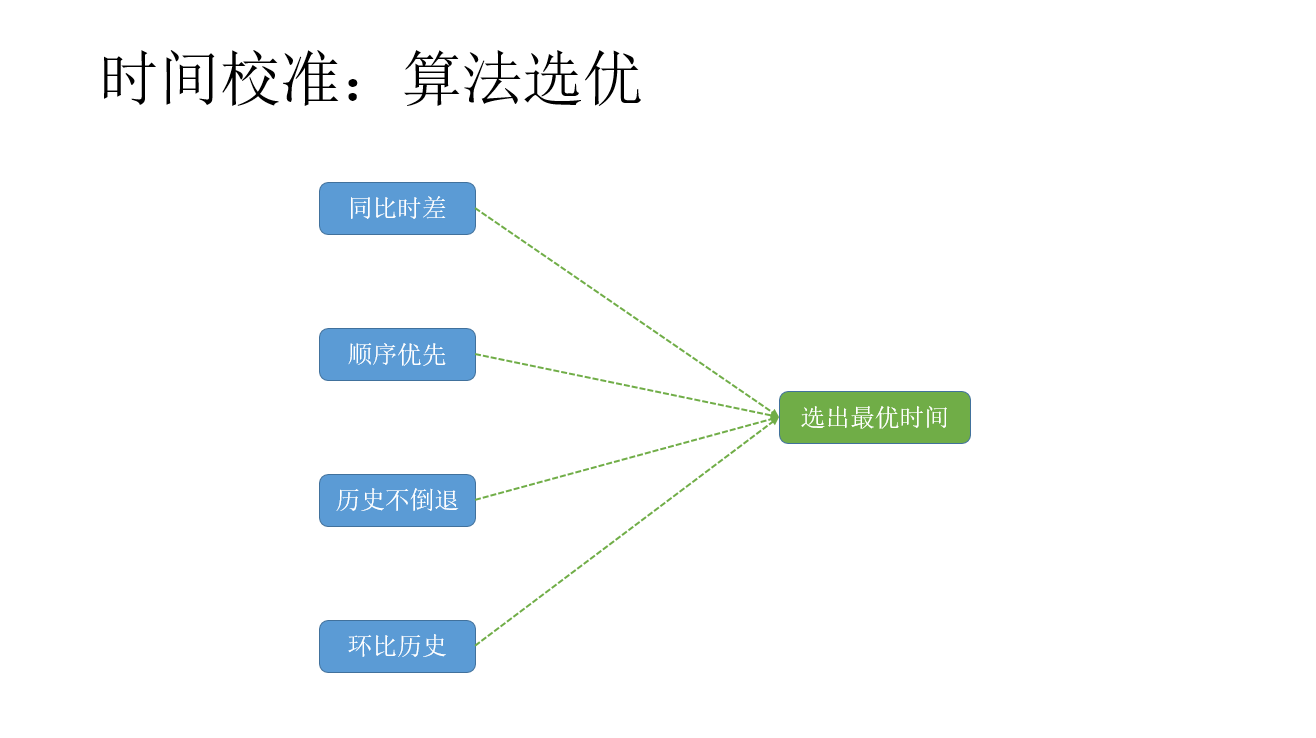 时间校准：算法选优
同比时差
顺序优先
选出最优时间
历史不倒退
环比历史